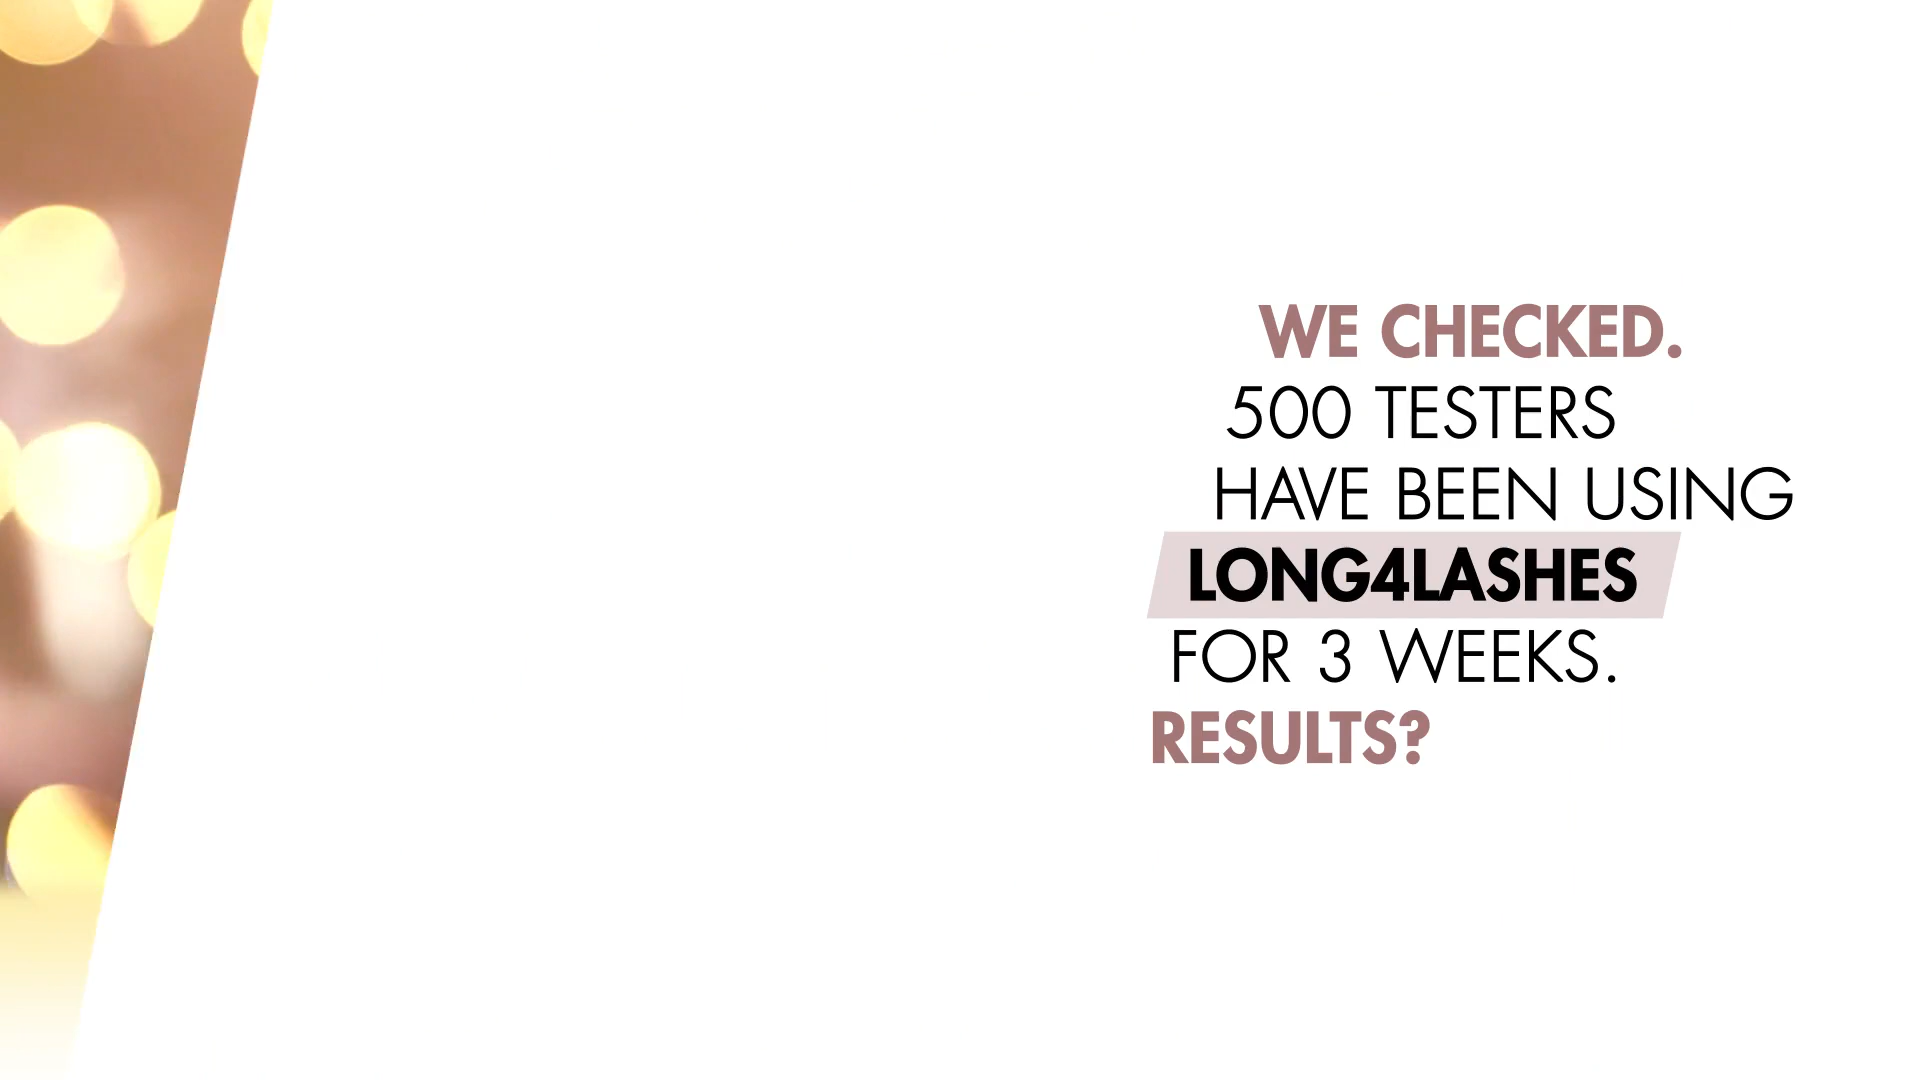 WE CHECKED.
500 TESTERS
HAVE BEEN USING
LONG4LASHES
FOR 3 WEEKS.
RESULTS?